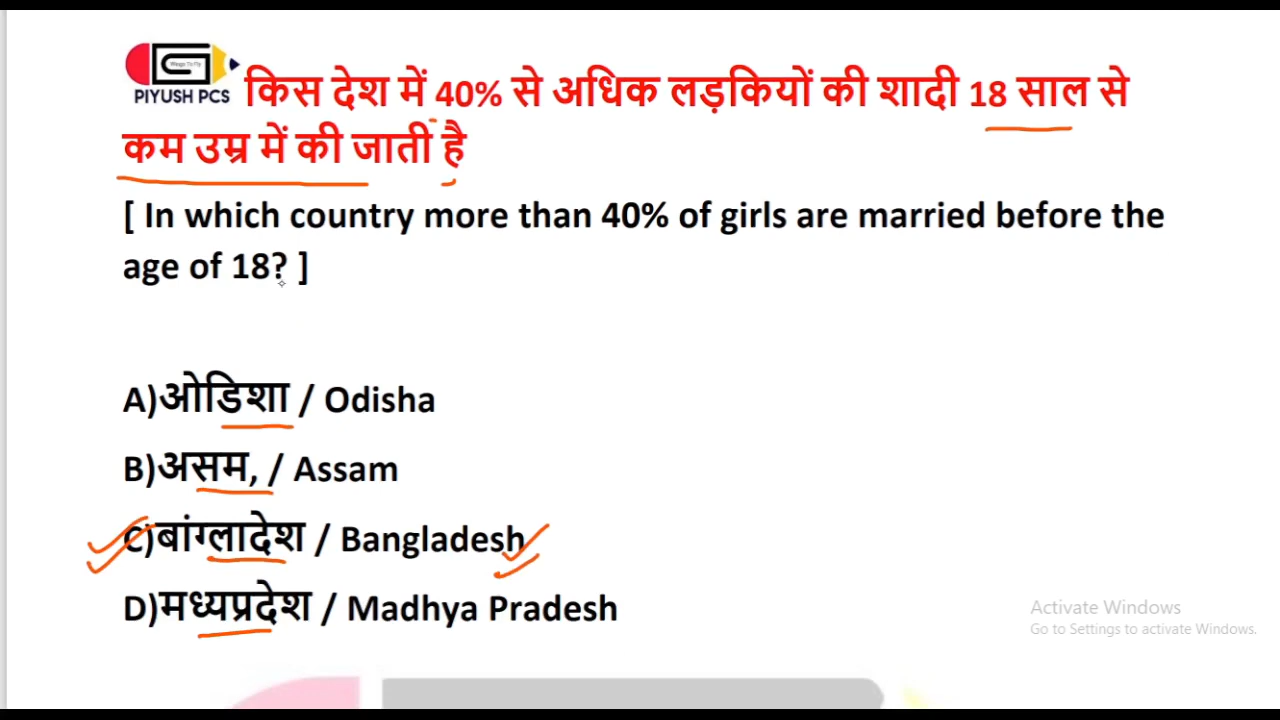 PIYUSH PCS
किस देश में 40% से अधिक लड़कियों की शादी 18 साल से
कम उम्र में की जाती है
[ In which country more than 40% of girls are married before the
age of 18? ]
A)ओडिशा / Odisha
B)असम, / Assam
C)बांग्लादेश / Bangladesh
D)मध्यप्रदेश / Madhya Pradesh
Activate Windows
Go to Settings to activate Windows.